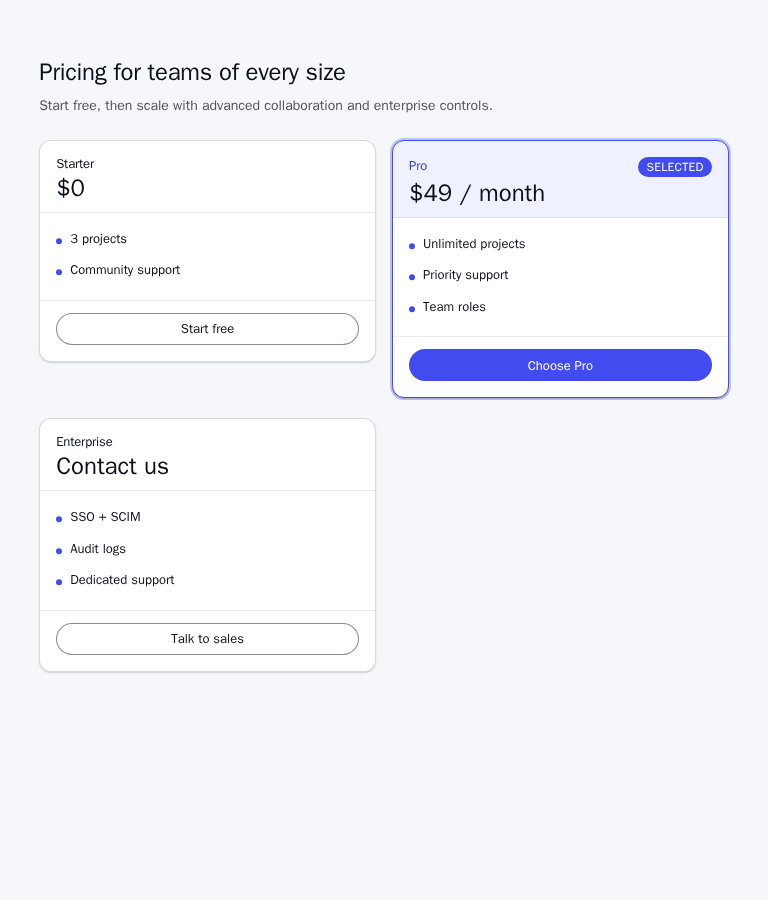 Pricing for teams of every size
Start free, then scale with advanced collaboration and enterprise controls.
Starter
$0
3 projects
Community support
Start free
Pro
SELECTED
$49 / month
Unlimited projects
Priority support
Team roles
Choose Pro
Enterprise
Contact us
SSO + SCIM
Audit logs
Dedicated support
Talk to sales